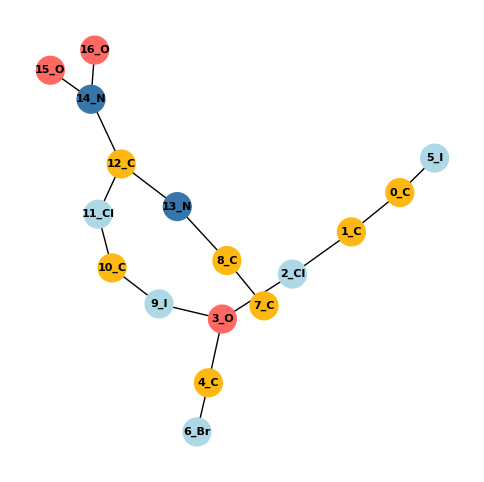 16_O
15_O
14_N
12_C
5_I
0_C
13_N
11_Cl
1_C
8_C
10_C
2_Cl
9_I
7_C
3_O
4_C
6_Br